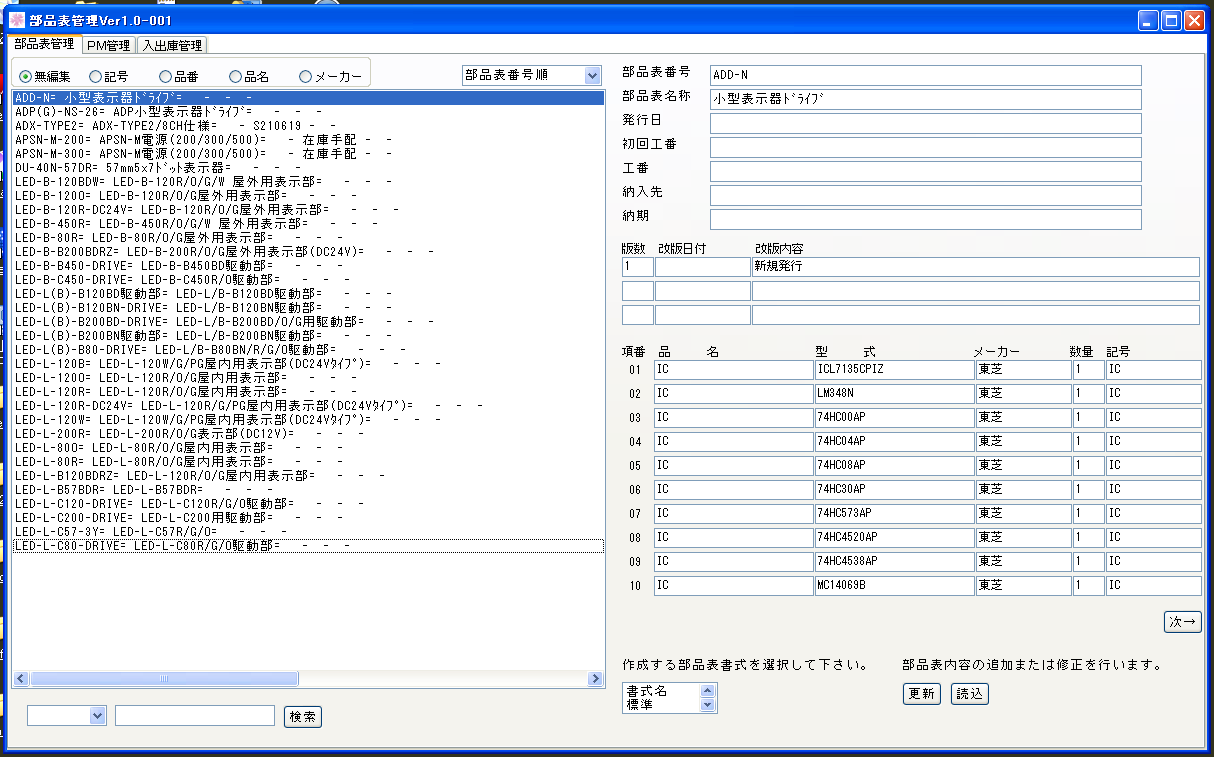 部品表管理Ver1.0-001
部品表管理 PM管理 入出庫管理
無編集 記号 品番 品名 メーカー
部品表番号順
ADD-N= 小型表示器ﾄﾞﾗｲﾌﾞ= - - -
ADP(G)-NS-26= ADP小型表示器ﾄﾞﾗｲﾌﾞ= - - -
ADX-TYPE2= ADX-TYPE2/8CH仕様= - S210619 - -
APSN-M-200= APSN-M電源(200/300/500)= - 在庫手配 - -
APSN-M-300= APSN-M電源(200/300/500)= - 在庫手配 - -
DU-40N-57DR= 57mm5x7ﾄﾞｯﾄ表示器= - - -
LED-B-120BDW= LED-B-120R/O/G/W 屋外用表示部= - - -
LED-B-120O= LED-B-120R/O/G屋外用表示部= - - -
LED-B-120R-DC24V= LED-B-120R/O/G屋外用表示部= - - -
LED-B-450R= LED-B-450R/O/G/W 屋外用表示部= - - -
LED-B-80R= LED-B-80R/O/G屋外用表示部= - - -
LED-B-B200BDRZ= LED-B-200R/O/G屋外用表示部(DC24V)= - - -
LED-B-B450-DRIVE= LED-B-B450BD駆動部= - - -
LED-B-C450-DRIVE= LED-B-C450R/O駆動部= - - -
LED-L(B)-B120BD駆動部= LED-L/B-B120BD駆動部= - - -
LED-L(B)-B120BN-DRIVE= LED-L/B-B120BN駆動部= - - -
LED-L(B)-B200BD-DRIVE= LED-L/B-B200BD/O/G用駆動部= - - -
LED-L(B)-B200BN駆動部= LED-L/B-B200BN駆動部= - - -
LED-L(B)-B80-DRIVE= LED-L/B-B80BN/R/G/O駆動部= - - -
LED-L-120B= LED-L-120W/G/PG屋内用表示部(DC24Vﾀｲﾌﾟ)= - - -
LED-L-120O= LED-L-120R/O/G屋内用表示部= - - -
LED-L-120R= LED-L-120R/O/G屋内用表示部= - - -
LED-L-120R-DC24V= LED-L-120R/G/PG屋内用表示部(DC24Vﾀｲﾌﾟ)= - - -
LED-L-120W= LED-L-120W/G/PG屋内用表示部(DC24Vﾀｲﾌﾟ)= - - -
LED-L-200R= LED-L-200R/O/G表示部(DC12V)= - - -
LED-L-80O= LED-L-80R/O/G屋内用表示部= - - -
LED-L-80R= LED-L-80R/O/G屋内用表示部= - - -
LED-L-B120BDRZ= LED-L-120R/O/G屋内用表示部= - - -
LED-L-B57BDR= LED-L-B57BDR= - - -
LED-L-C120-DRIVE= LED-L-C120R/G/O駆動部= - - -
LED-L-C200-DRIVE= LED-L-C200用駆動部= - - -
LED-L-C57-3Y= LED-L-C57R/G/O= - - -
LED-L-C80-DRIVE= LED-L-C80R/G/O駆動部= - - -
検索
部品表番号 ADD-N
部品表名称 小型表示器ﾄﾞﾗｲﾌﾞ
発行日
初回工番
工番
納入先
納期
版数 改版日付 改版内容
1 新規発行
項番 品 名 型 式 メーカー 数量 記号
01 IC ICL7135CPIZ 東芝 1 IC
02 IC LM348N 東芝 1 IC
03 IC 74HC00AP 東芝 1 IC
04 IC 74HC04AP 東芝 1 IC
05 IC 74HC08AP 東芝 1 IC
06 IC 74HC30AP 東芝 1 IC
07 IC 74HC573AP 東芝 1 IC
08 IC 74HC4520AP 東芝 1 IC
09 IC 74HC4538AP 東芝 1 IC
10 IC MC14069B 東芝 1 IC
次→
作成する部品表書式を選択して下さい。 部品表内容の追加または修正を行います。
書式名
標準
更新 読込